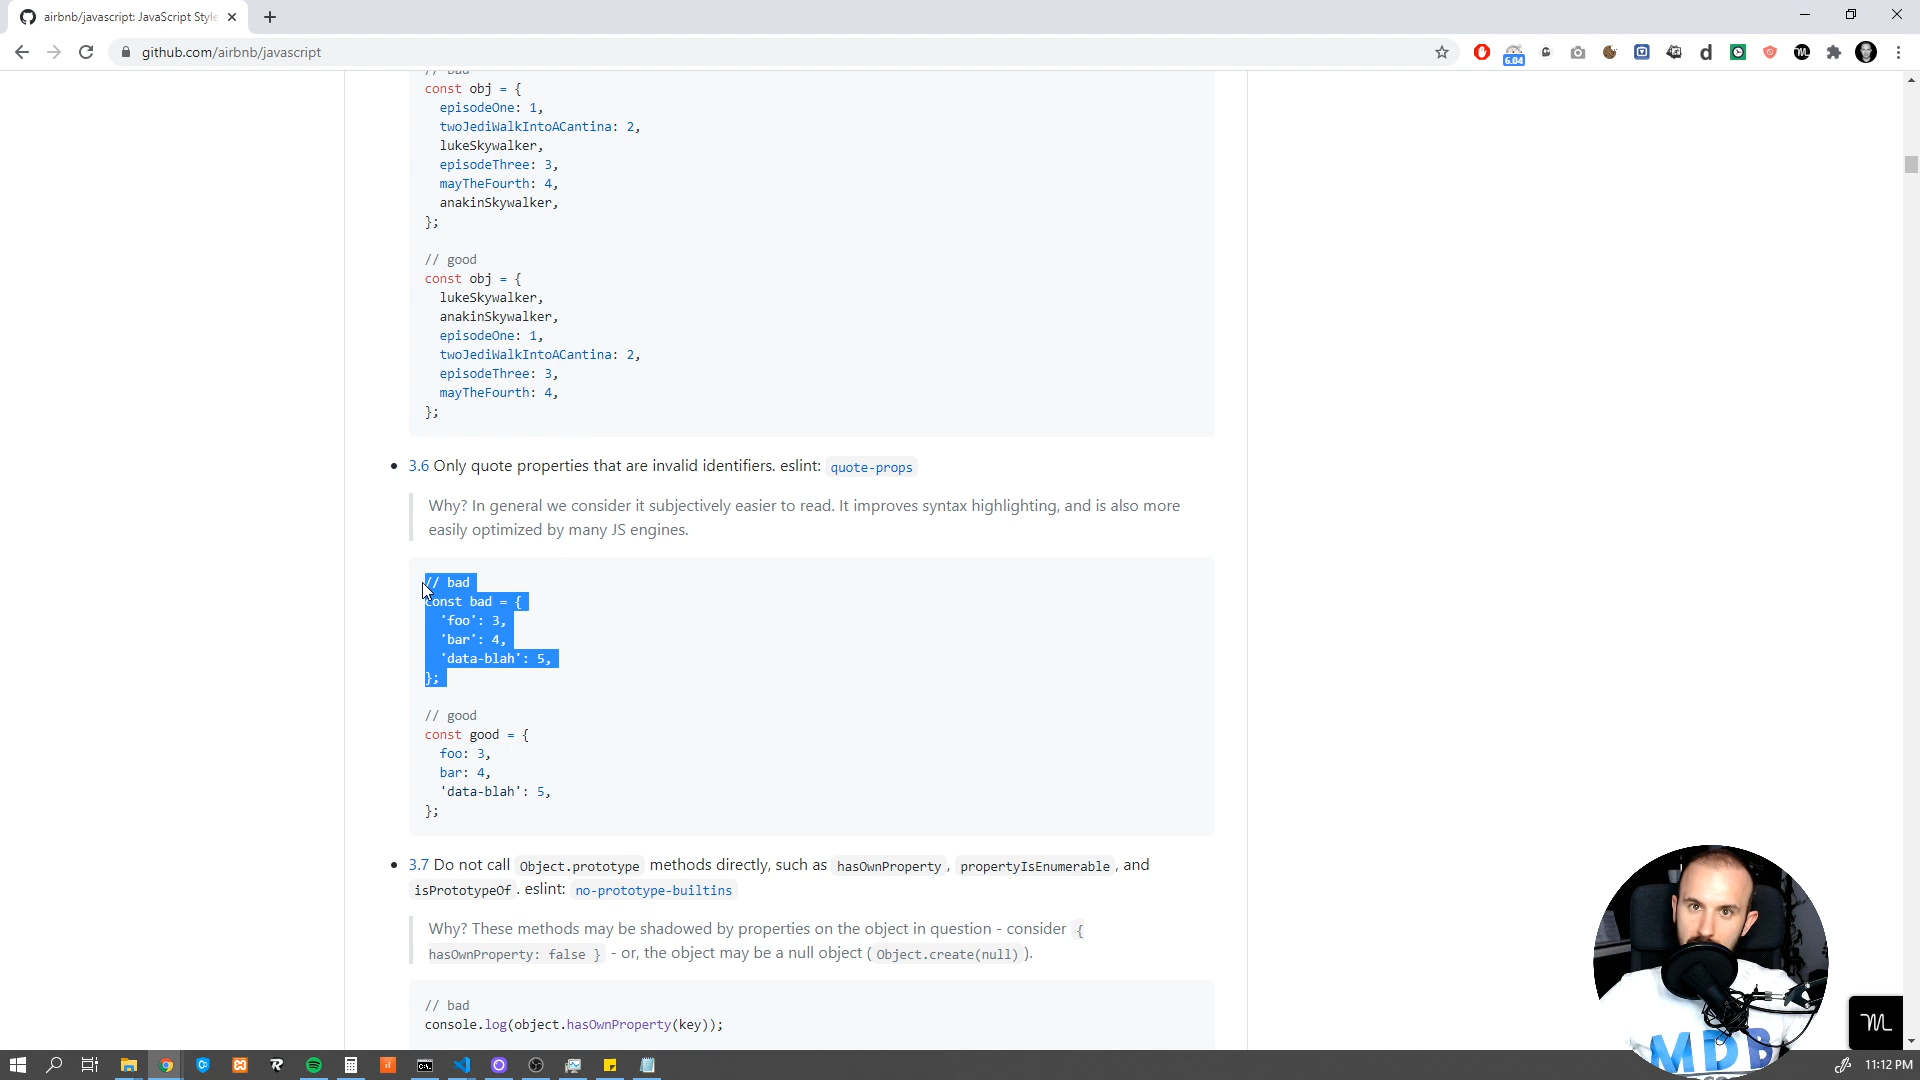 airbnb/javascript: JavaScript Style
github.com/airbnb/javascript
6.04
// bad
const obj = {
episodeOne: 1,
twoJediWalkIntoACantina: 2,
lukeSkywalker,
episodeThree: 3,
mayTheFourth: 4,
anakinSkywalker,
};
// good
const obj = {
lukeSkywalker,
anakinSkywalker,
episodeOne: 1,
twoJediWalkIntoACantina: 2,
episodeThree: 3,
mayTheFourth: 4,
};
3.6 Only quote properties that are invalid identifiers. eslint: quote-props
Why? In general we consider it subjectively easier to read. It improves syntax highlighting, and is also more
easily optimized by many JS engines.
// bad
const bad = {
'foo': 3,
'bar': 4,
'data-blah': 5,
};
// good
const good = {
foo: 3,
bar: 4,
'data-blah': 5,
};
3.7 Do not call Object.prototype methods directly, such as hasOwnProperty, propertyIsEnumerable, and
isPrototypeOf. eslint: no-prototype-builtins
Why? These methods may be shadowed by properties on the object in question - consider {
hasOwnProperty: false } - or, the object may be a null object (Object.create(null)).
// bad
console.log(object.hasOwnProperty(key));
MDB
11:12 PM